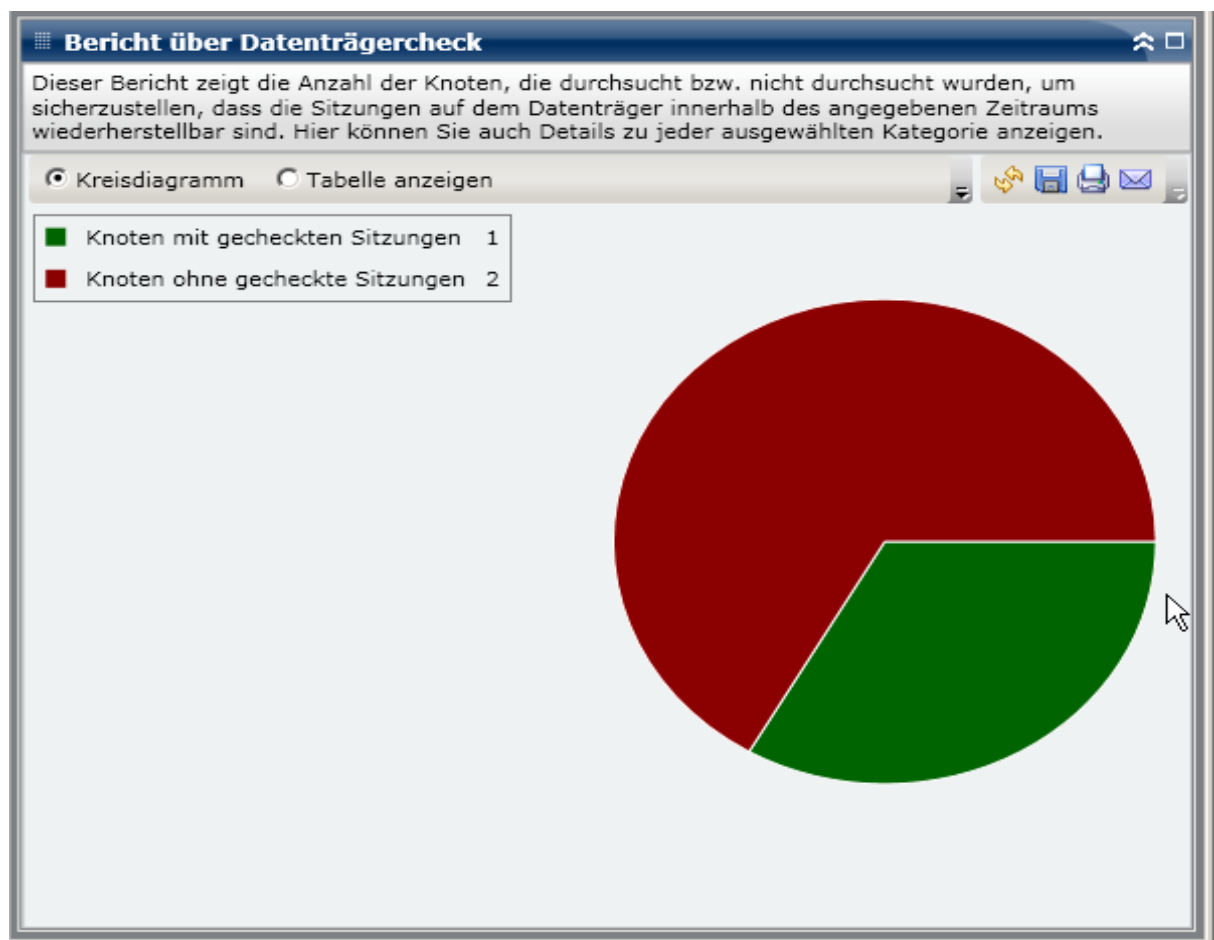 Bericht über Datenträgercheck
Dieser Bericht zeigt die Anzahl der Knoten, die durchsucht bzw. nicht durchsucht wurden, um
sicherzustellen, dass die Sitzungen auf dem Datenträger innerhalb des angegebenen Zeitraums
wiederherstellbar sind. Hier können Sie auch Details zu jeder ausgewählten Kategorie anzeigen.
Kreisdiagramm Tabelle anzeigen
Knoten mit gecheckten Sitzungen 1
Knoten ohne gecheckte Sitzungen 2